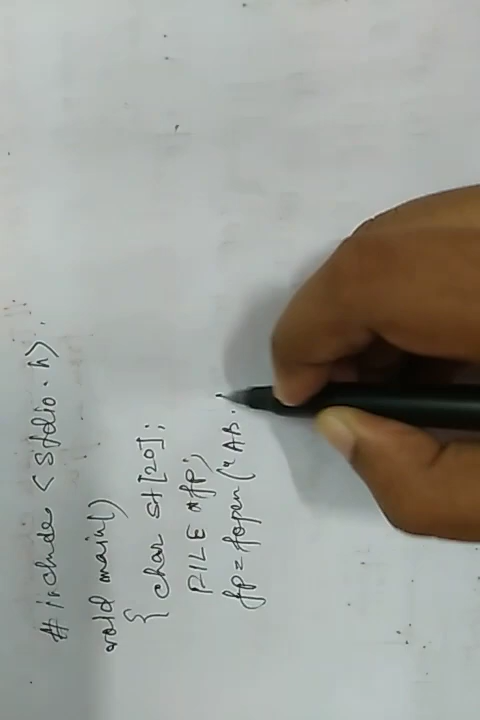 # include <stdio.h>.
void main()
{ char st[20];
FILE *fp;
fp=fopen("AB.